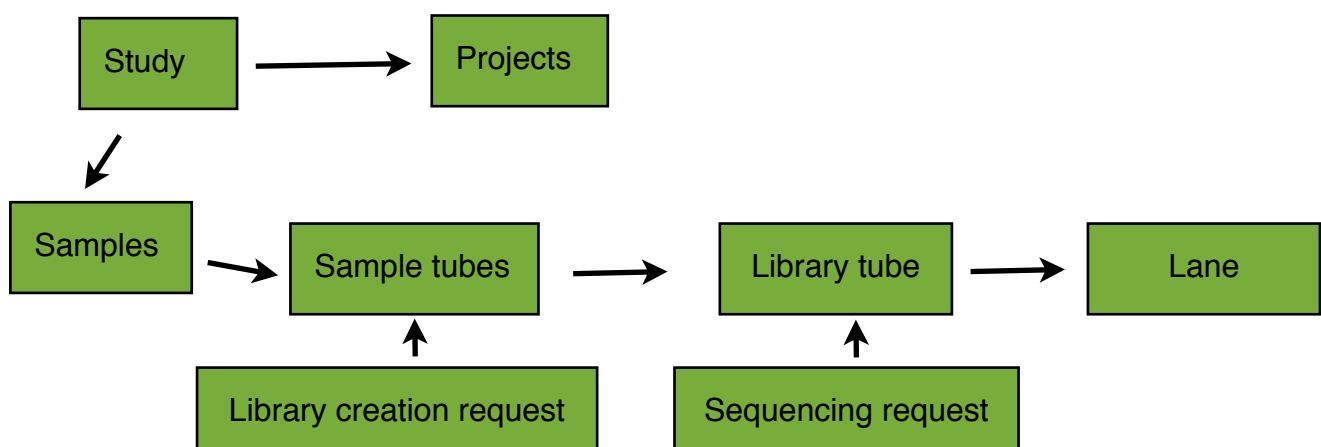 Study
Projects
Samples
Sample tubes
Library tube
Lane
Library creation request
Sequencing request